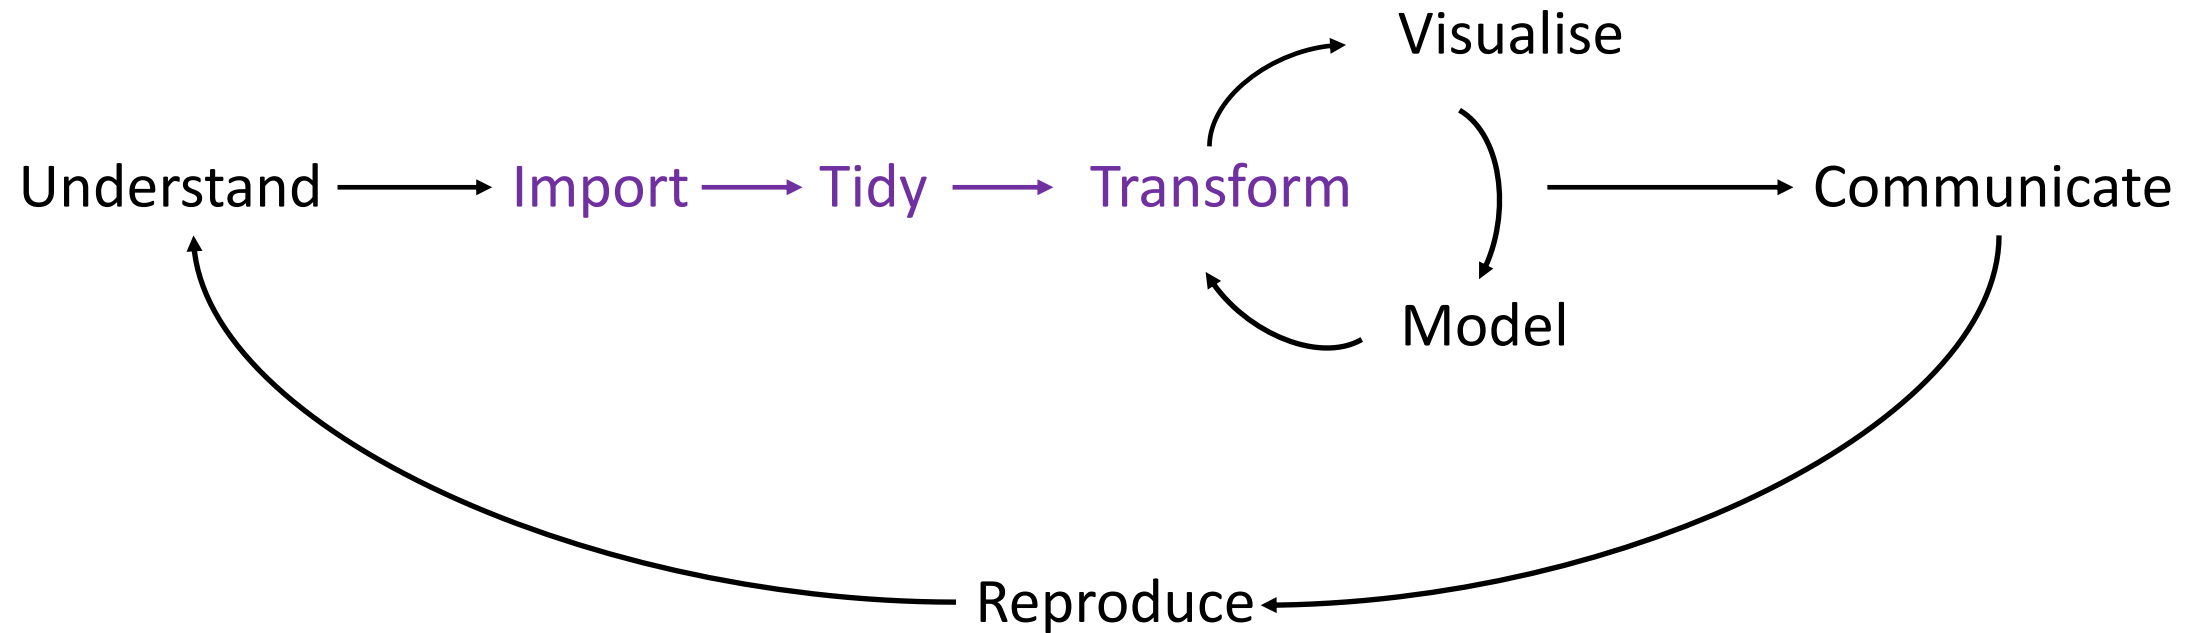 Visualise
Understand Import Tidy Transform Communicate
Model
Reproduce